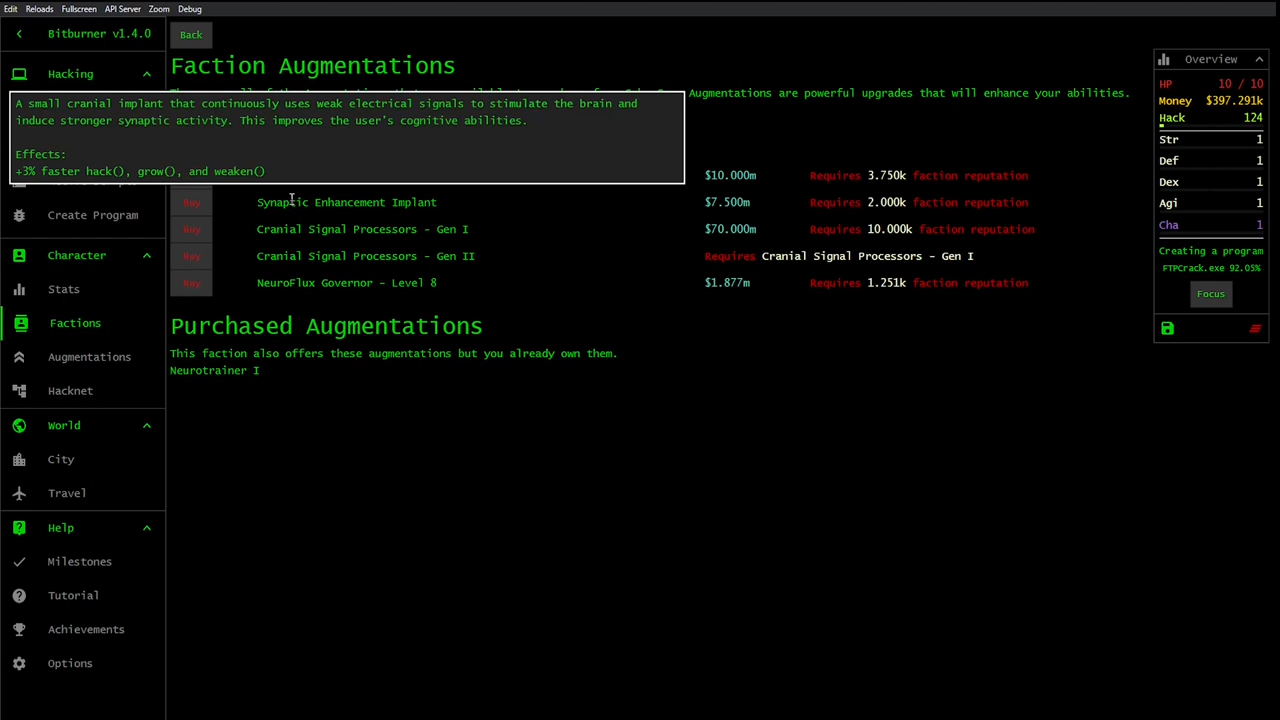 Edit Reloads Fullscreen API Server Zoom Debug
Bitburner v1.4.0
Back
Hacking
Faction Augmentations
Augmentations are powerful upgrades that will enhance your abilities.
A small cranial implant that continuously uses weak electrical signals to stimulate the brain and
induce stronger synaptic activity. This improves the user's cognitive abilities.
Effects:
+3% faster hack(), grow(), and weaken()
$10.000m Requires 3.750k faction reputation
Buy Synaptic Enhancement Implant $7.500m Requires 2.000k faction reputation
Buy Cranial Signal Processors - Gen I $70.000m Requires 10.000k faction reputation
Buy Cranial Signal Processors - Gen II Requires Cranial Signal Processors - Gen I
Buy NeuroFlux Governor - Level 8 $1.877m Requires 1.251k faction reputation
Purchased Augmentations
This faction also offers these augmentations but you already own them.
Neurotrainer I
Create Program
Character
Stats
Factions
Augmentations
Hacknet
World
City
Travel
Help
Milestones
Tutorial
Achievements
Options
Overview
HP 10 / 10
Money $397.291k
Hack 124
Str 1
Def 1
Dex 1
Agi 1
Cha 1
Creating a program
FTPCrack.exe 92.05%
Focus